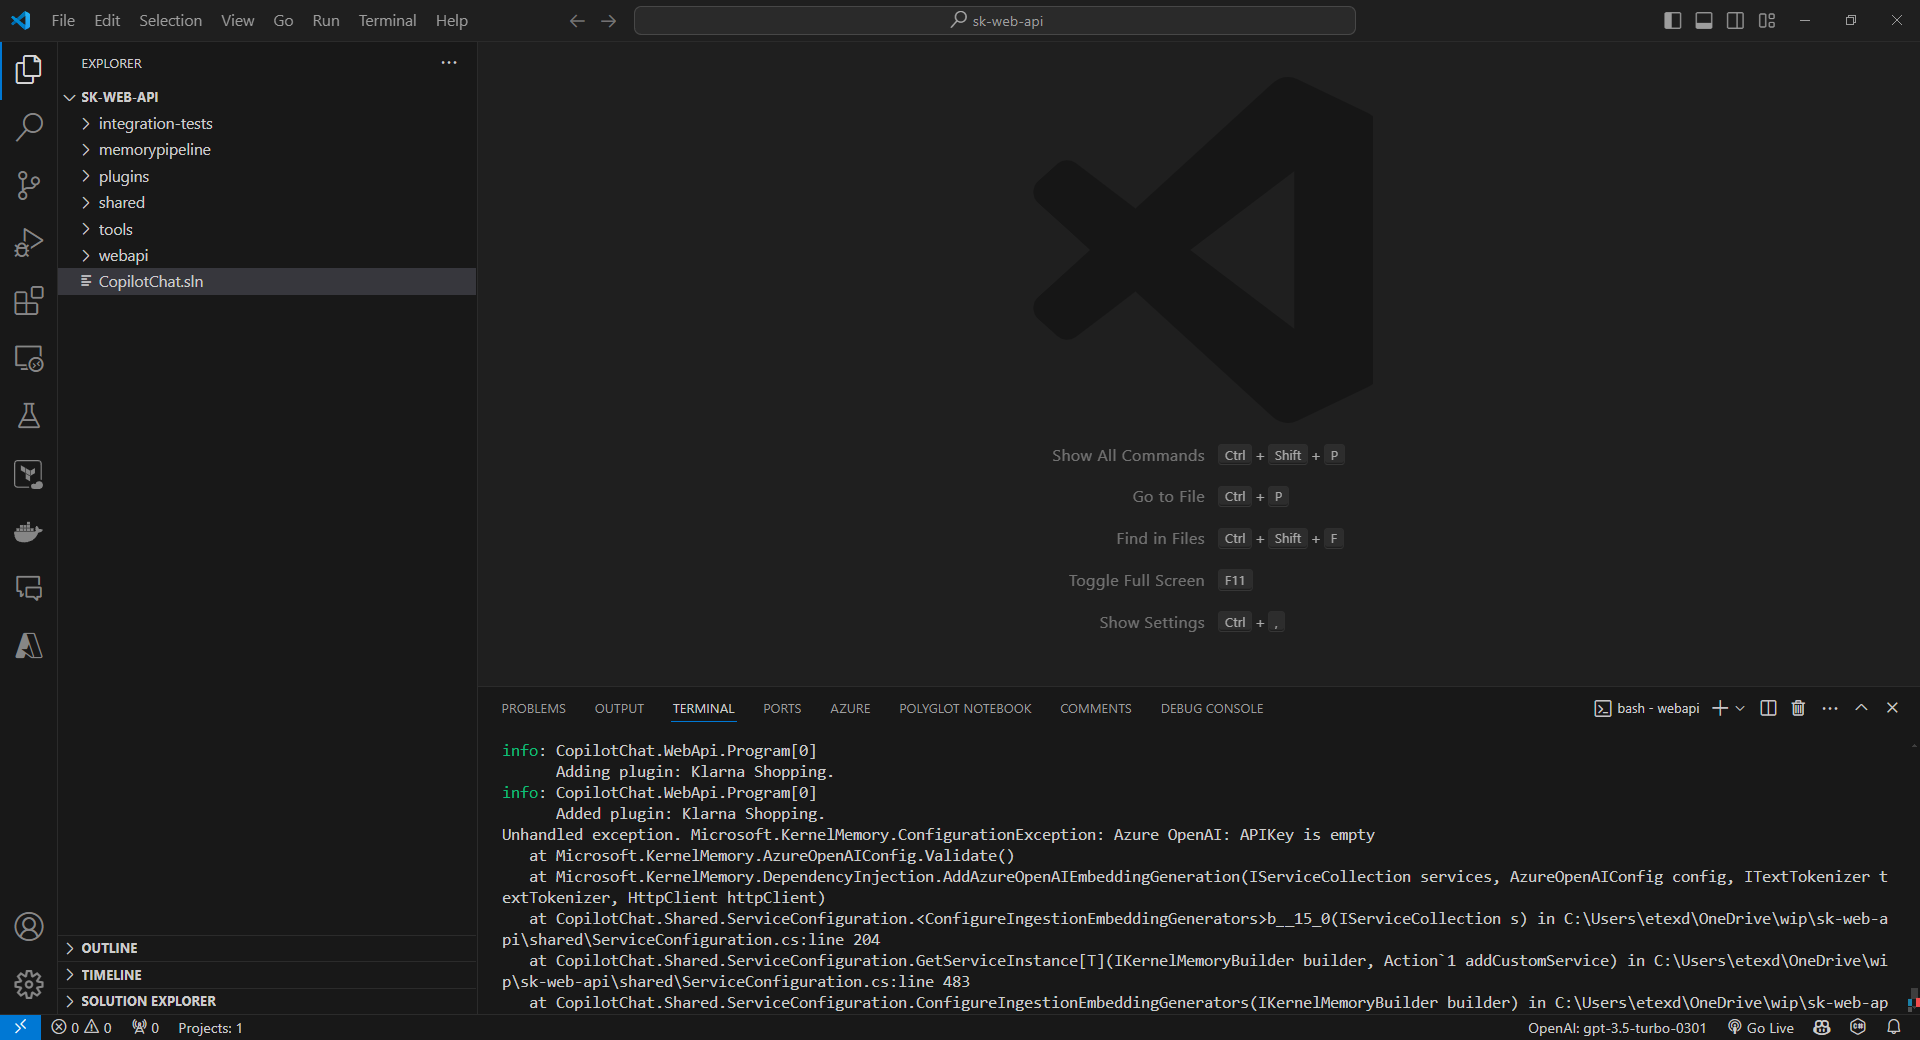 File Edit Selection View Go Run Terminal Help
sk-web-api
EXPLORER
SK-WEB-API
integration-tests
memorypipeline
plugins
shared
tools
webapi
CopilotChat.sln
OUTLINE
TIMELINE
SOLUTION EXPLORER
Show All Commands Ctrl + Shift + P
Go to File Ctrl + P
Find in Files Ctrl + Shift + F
Toggle Full Screen F11
Show Settings Ctrl + ,
PROBLEMS OUTPUT TERMINAL PORTS AZURE POLYGLOT NOTEBOOK COMMENTS DEBUG CONSOLE
bash - webapi
info: CopilotChat.WebApi.Program[0]
Adding plugin: Klarna Shopping.
info: CopilotChat.WebApi.Program[0]
Added plugin: Klarna Shopping.
Unhandled exception. Microsoft.KernelMemory.ConfigurationException: Azure OpenAI: APIKey is empty
at Microsoft.KernelMemory.AzureOpenAIConfig.Validate()
at Microsoft.KernelMemory.DependencyInjection.AddAzureOpenAIEmbeddingGeneration(IServiceCollection services, AzureOpenAIConfig config, ITextTokenizer t
extTokenizer, HttpClient httpClient)
at CopilotChat.Shared.ServiceConfiguration.<ConfigureIngestionEmbeddingGenerators>b__15_0(IServiceCollection s) in C:\Users\etexd\OneDrive\wip\sk-web-a
pi\shared\ServiceConfiguration.cs:line 204
at CopilotChat.Shared.ServiceConfiguration.GetServiceInstance[T](IKernelMemoryBuilder builder, Action`1 addCustomService) in C:\Users\etexd\OneDrive\wi
p\sk-web-api\shared\ServiceConfiguration.cs:line 483
at CopilotChat.Shared.ServiceConfiguration.ConfigureIngestionEmbeddingGenerators(IKernelMemoryBuilder builder) in C:\Users\etexd\OneDrive\wip\sk-web-ap
0 0 0 Projects: 1
OpenAI: gpt-3.5-turbo-0301 Go Live